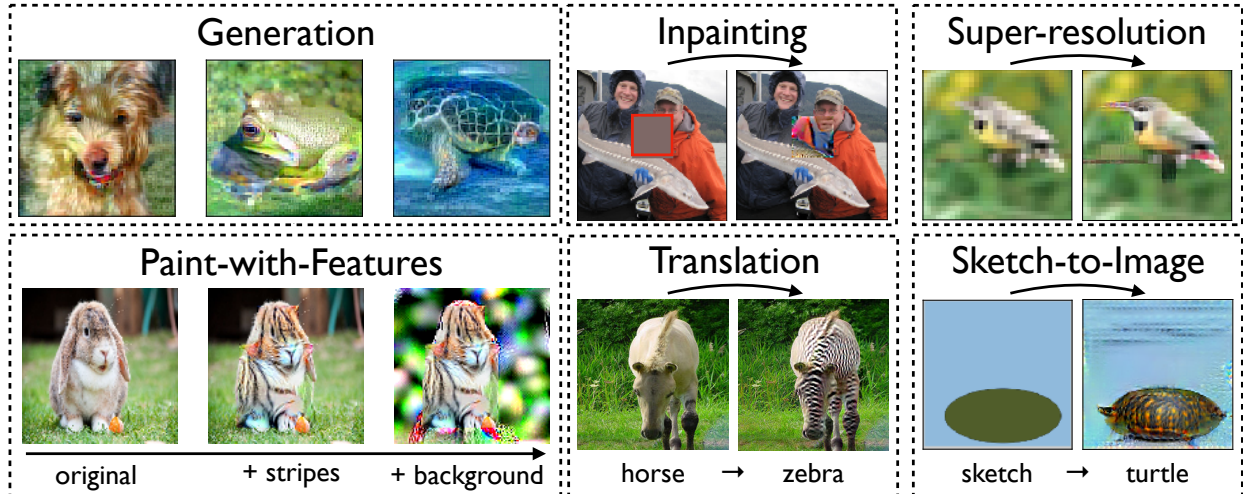 Generation
Inpainting
Super-resolution
Paint-with-Features
original
+ stripes
+ background
Translation
horse → zebra
Sketch-to-Image
sketch → turtle